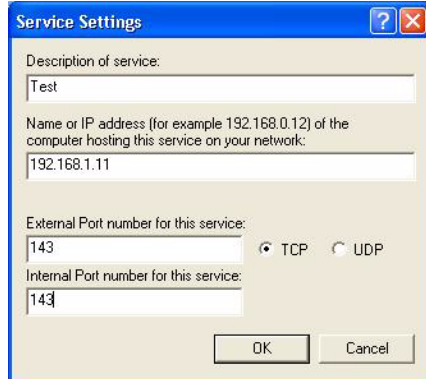 Service Settings
Description of service:
Test
Name or IP address (for example 192.168.0.12) of the
computer hosting this service on your network:
192.168.1.11
External Port number for this service:
143 TCP UDP
Internal Port number for this service:
143
OK Cancel